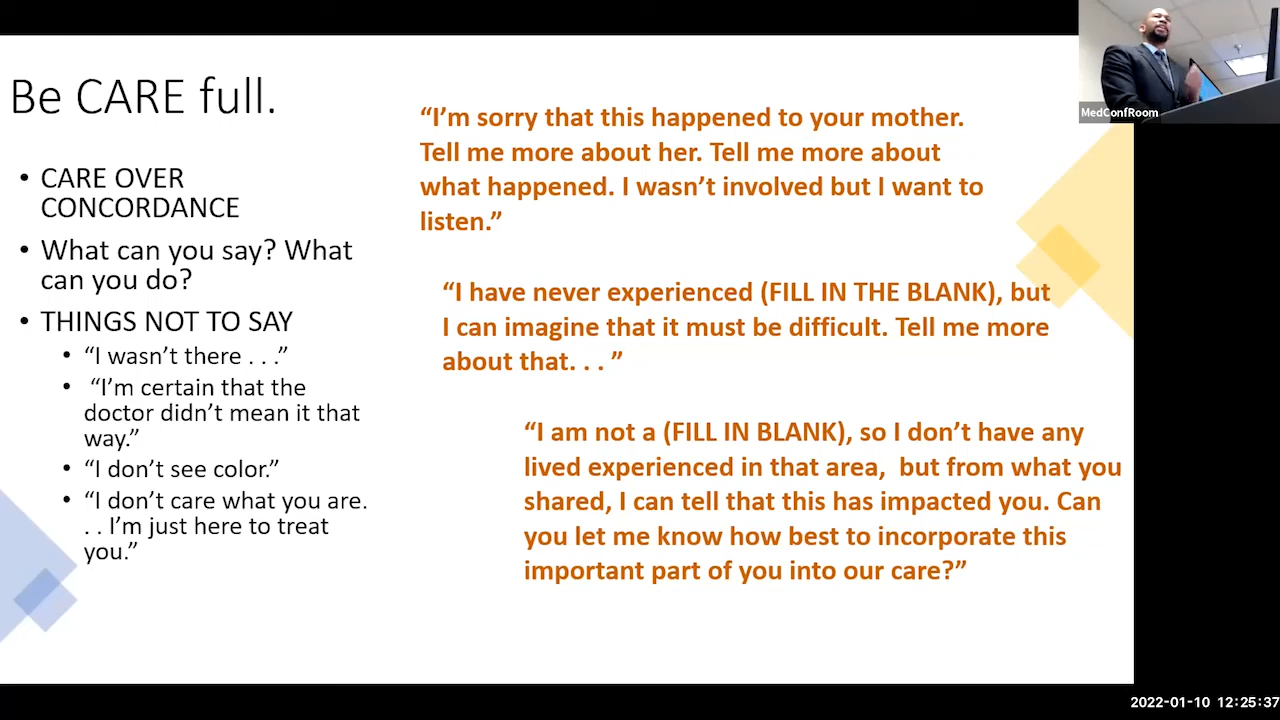 Be CARE full.
• CARE OVER
CONCORDANCE
• What can you say? What
can you do?
• THINGS NOT TO SAY
• “I wasn’t there . . .”
• “I’m certain that the
doctor didn’t mean it that
way.”
• “I don’t see color.”
• “I don’t care what you are.
. . I’m just here to treat
you.”
“I’m sorry that this happened to your mother.
Tell me more about her. Tell me more about
what happened. I wasn’t involved but I want to
listen.”
“I have never experienced (FILL IN THE BLANK), but
I can imagine that it must be difficult. Tell me more
about that. . . ”
“I am not a (FILL IN BLANK), so I don’t have any
lived experienced in that area,  but from what you
shared, I can tell that this has impacted you. Can
you let me know how best to incorporate this
important part of you into our care?”
MedConfRoom
2022-01-10 12:25:37